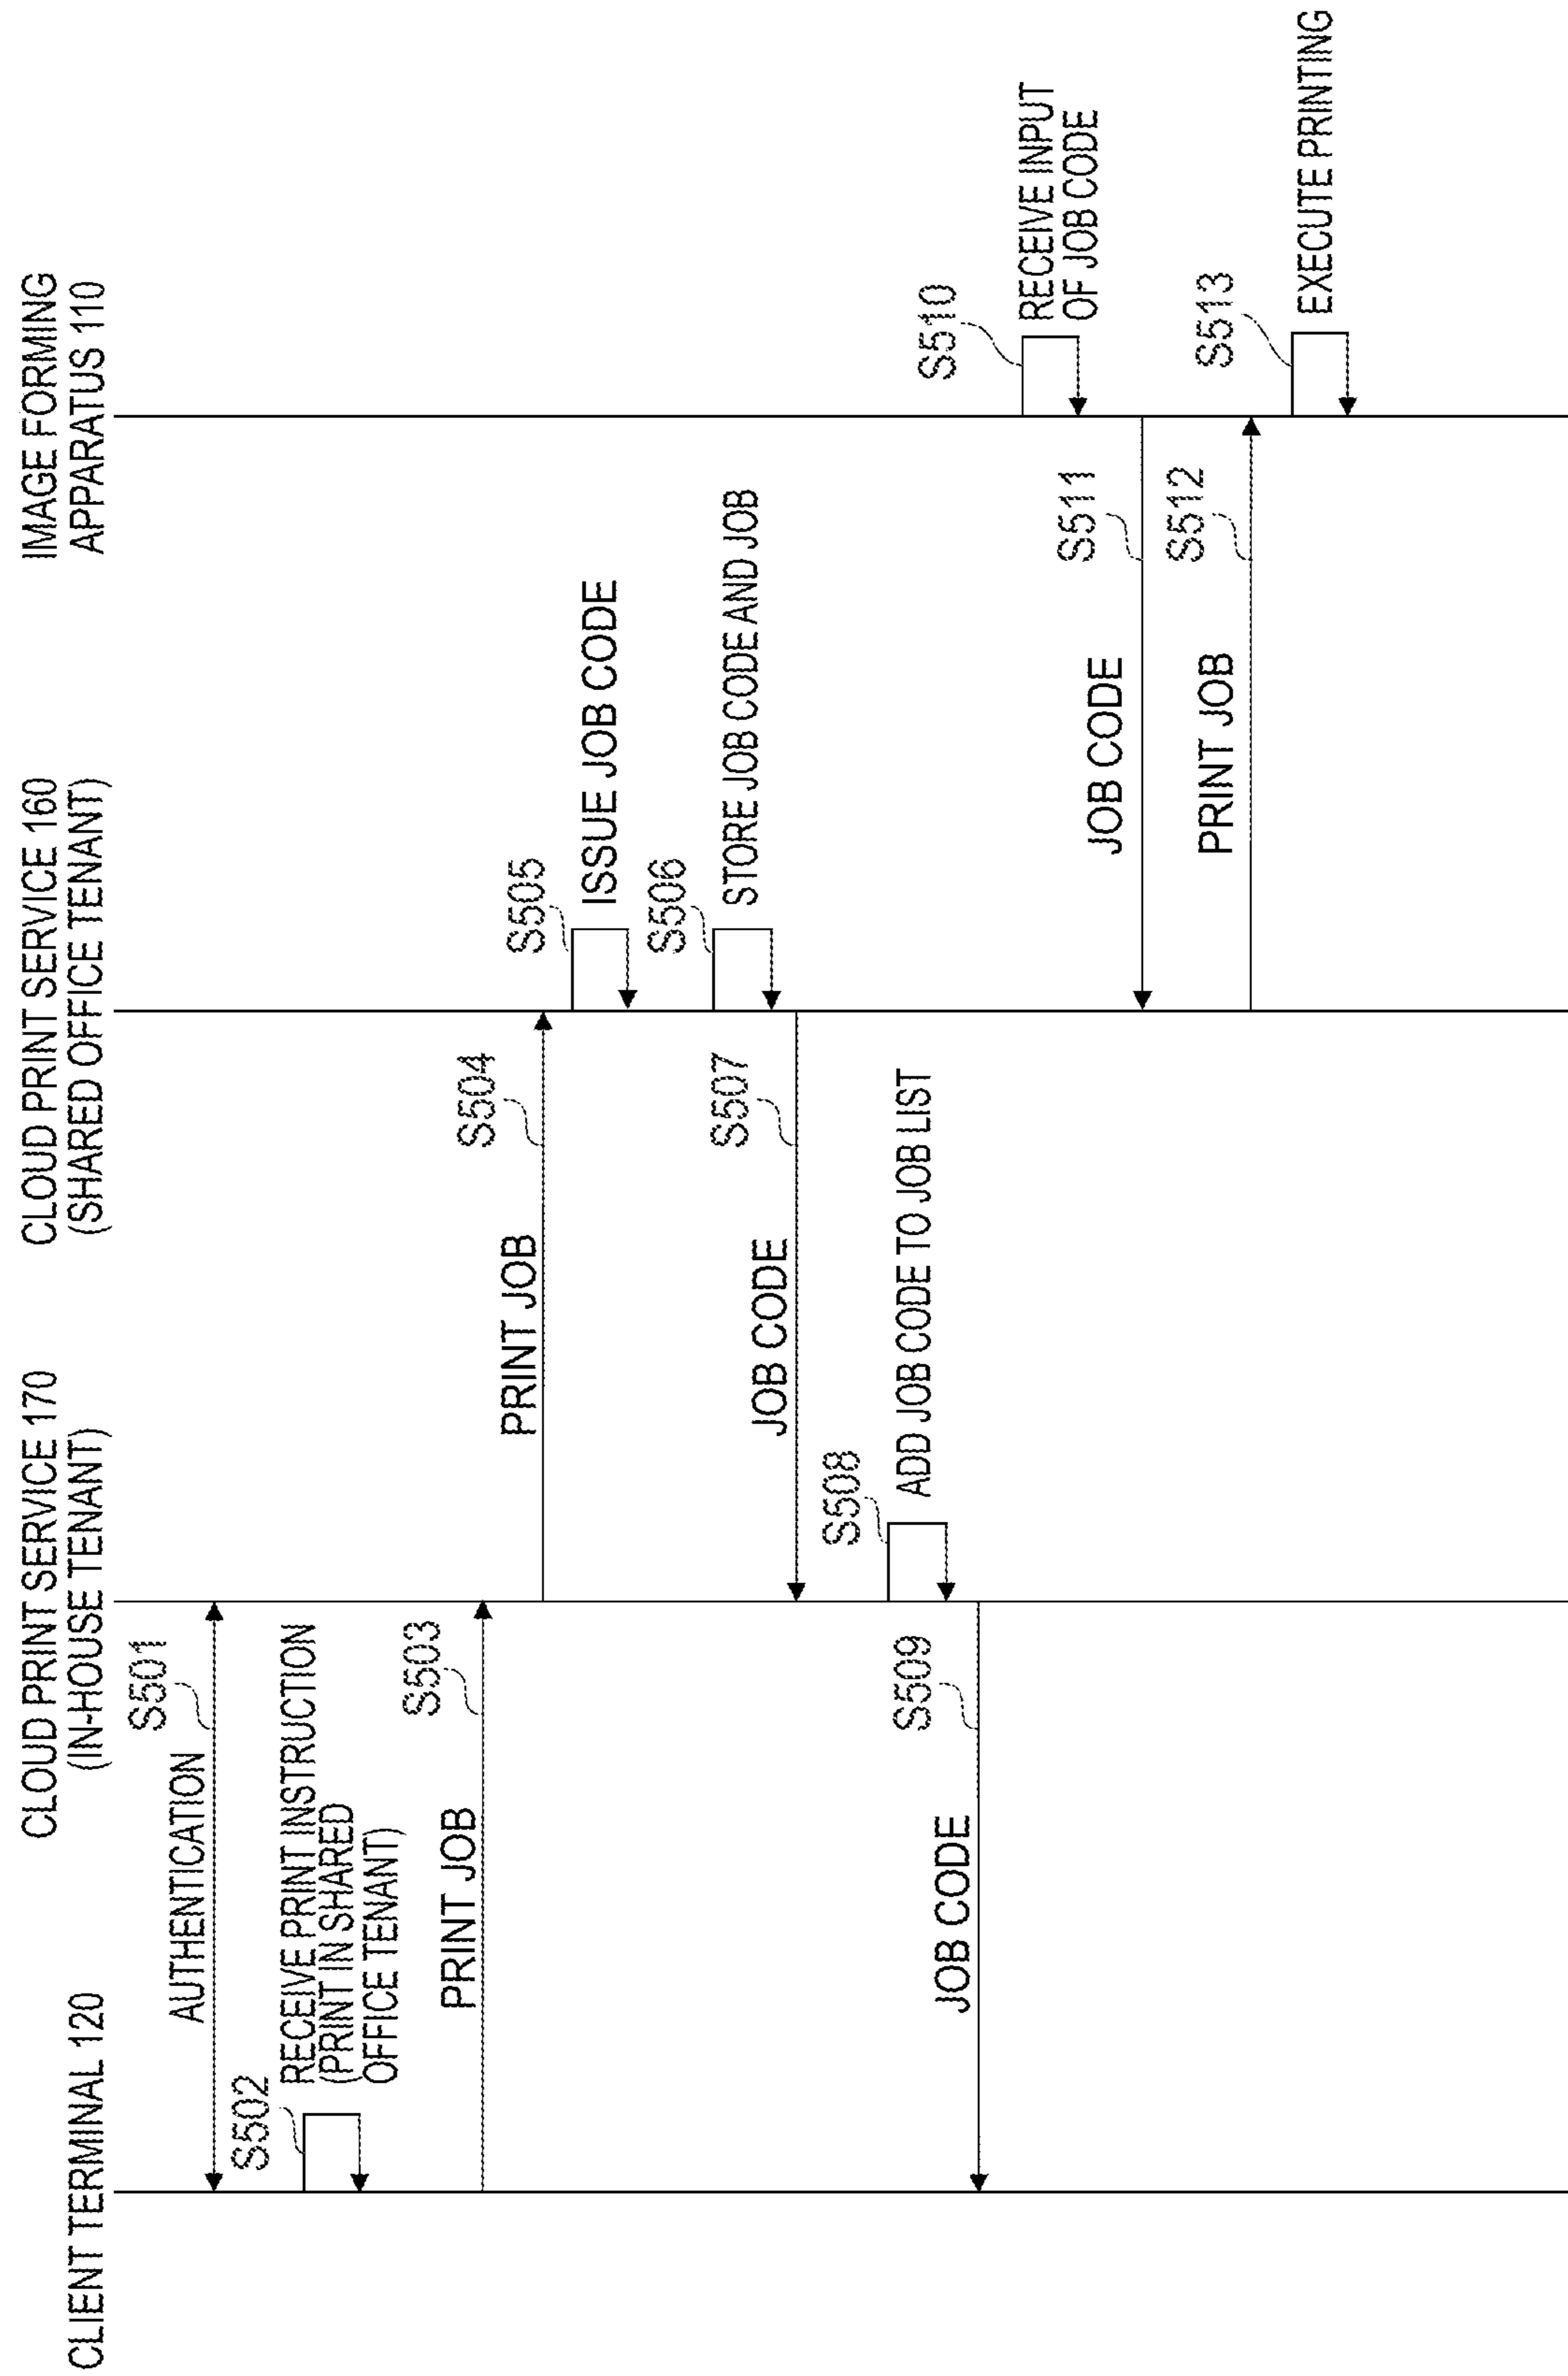 CLIENT TERMINAL 120
CLOUD PRINT SERVICE 170
(IN-HOUSE TENANT)
CLOUD PRINT SERVICE 160
(SHARED OFFICE TENANT)
IMAGE FORMING
APPARATUS 110
S501
AUTHENTICATION
S502
RECEIVE PRINT INSTRUCTION
(PRINT IN SHARED
OFFICE TENANT)
S503
PRINT JOB
S504
PRINT JOB
S505
ISSUE JOB CODE
S506
STORE JOB CODE AND JOB
S507
JOB CODE
S508
ADD JOB CODE TO JOB LIST
S509
JOB CODE
S510
RECEIVE INPUT
OF JOB CODE
S511
JOB CODE
S512
PRINT JOB
S513
EXECUTE PRINTING